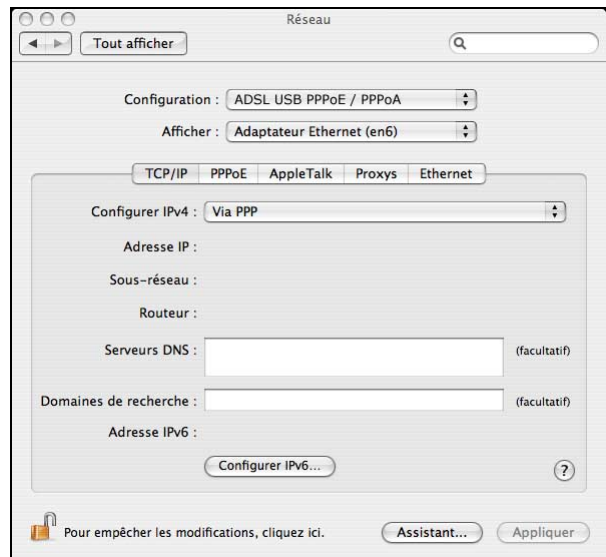 Réseau
Tout afficher
Configuration : ADSL USB PPPoE / PPPoA
Afficher : Adaptateur Ethernet (en6)
TCP/IP PPPoE AppleTalk Proxys Ethernet
Configurer IPv4 : Via PPP
Adresse IP :
Sous-réseau :
Routeur :
Serveurs DNS : (facultatif)
Domaines de recherche : (facultatif)
Adresse IPv6 :
Configurer IPv6... ?
Pour empêcher les modifications, cliquez ici. Assistant... Appliquer